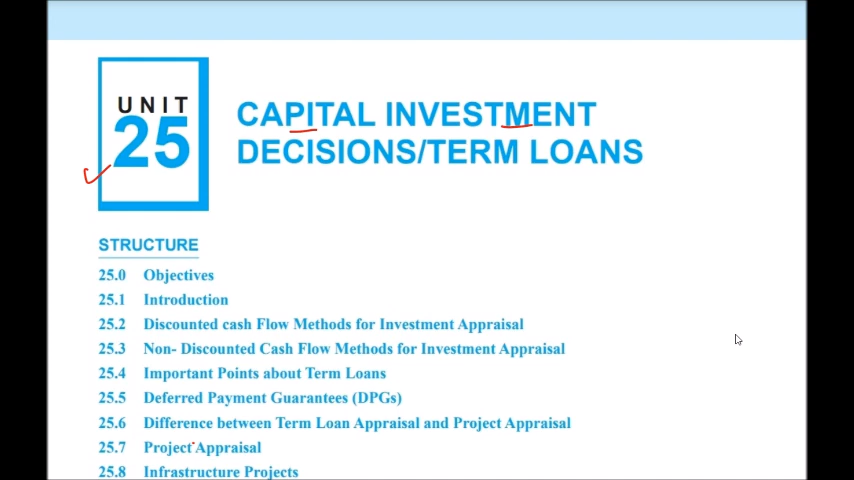 UNIT
25
CAPITAL INVESTMENT
DECISIONS/TERM LOANS
STRUCTURE
25.0 Objectives
25.1 Introduction
25.2 Discounted cash Flow Methods for Investment Appraisal
25.3 Non- Discounted Cash Flow Methods for Investment Appraisal
25.4 Important Points about Term Loans
25.5 Deferred Payment Guarantees (DPGs)
25.6 Difference between Term Loan Appraisal and Project Appraisal
25.7 Project Appraisal
25.8 Infrastructure Projects